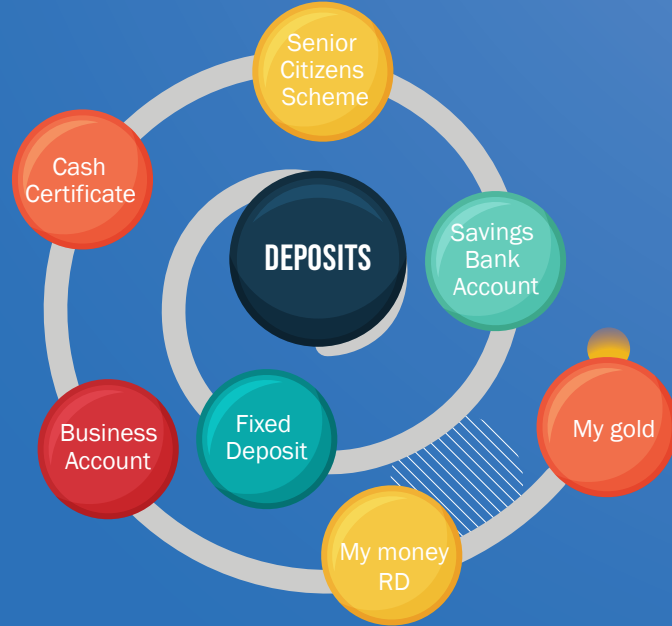 Senior
Citizens
Scheme
Cash
Certificate
DEPOSITS
Savings
Bank
Account
Business
Account
Fixed
Deposit
My gold
My money
RD